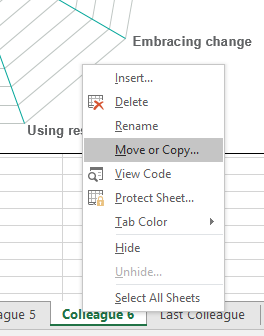 Embracing change
Using res
Insert...
Delete
Rename
Move or Copy...
View Code
Protect Sheet...
Tab Color
Hide
Unhide...
Select All Sheets
ague 5 Colleague 6 Last Colleague